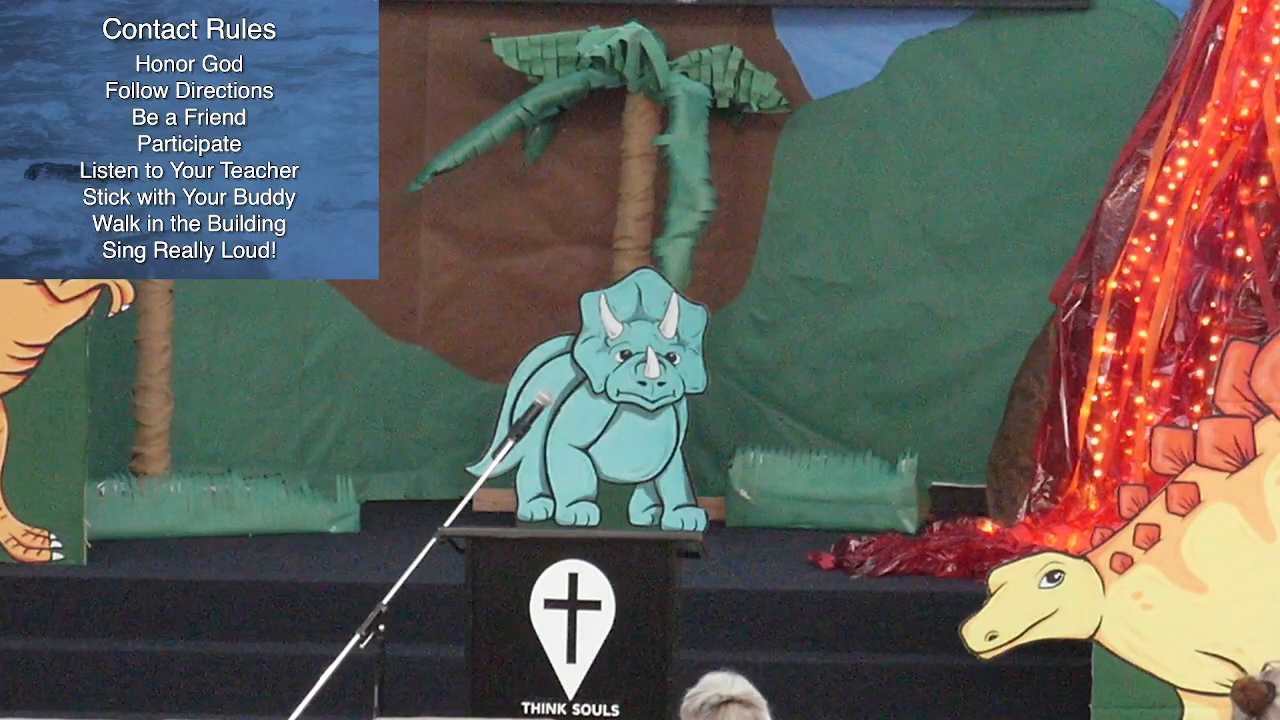 Contact Rules
Honor God
Follow Directions
Be a Friend
Participate
Listen to Your Teacher
Stick with Your Buddy
Walk in the Building
Sing Really Loud!
THINK SOULS